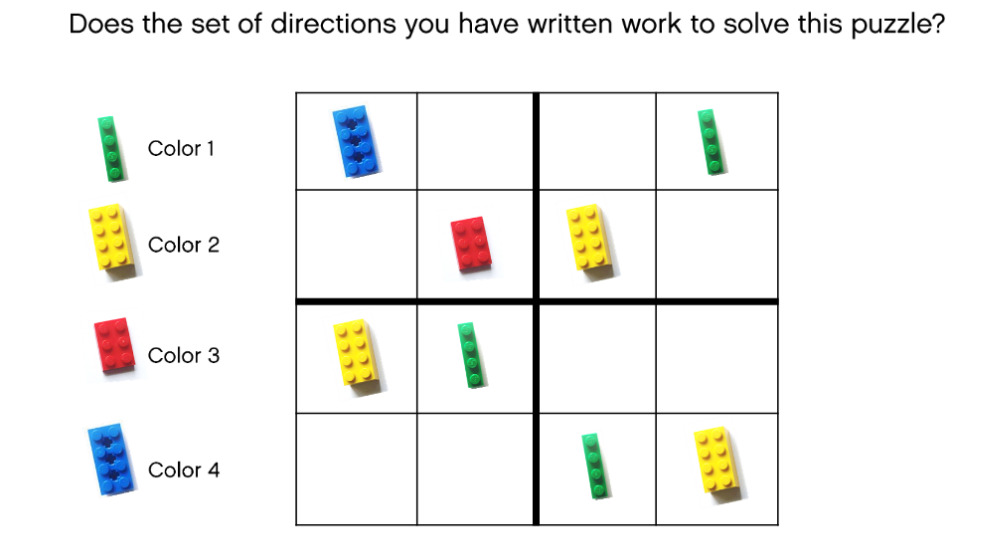 Does the set of directions you have written work to solve this puzzle?
Color 1
Color 2
Color 3
Color 4